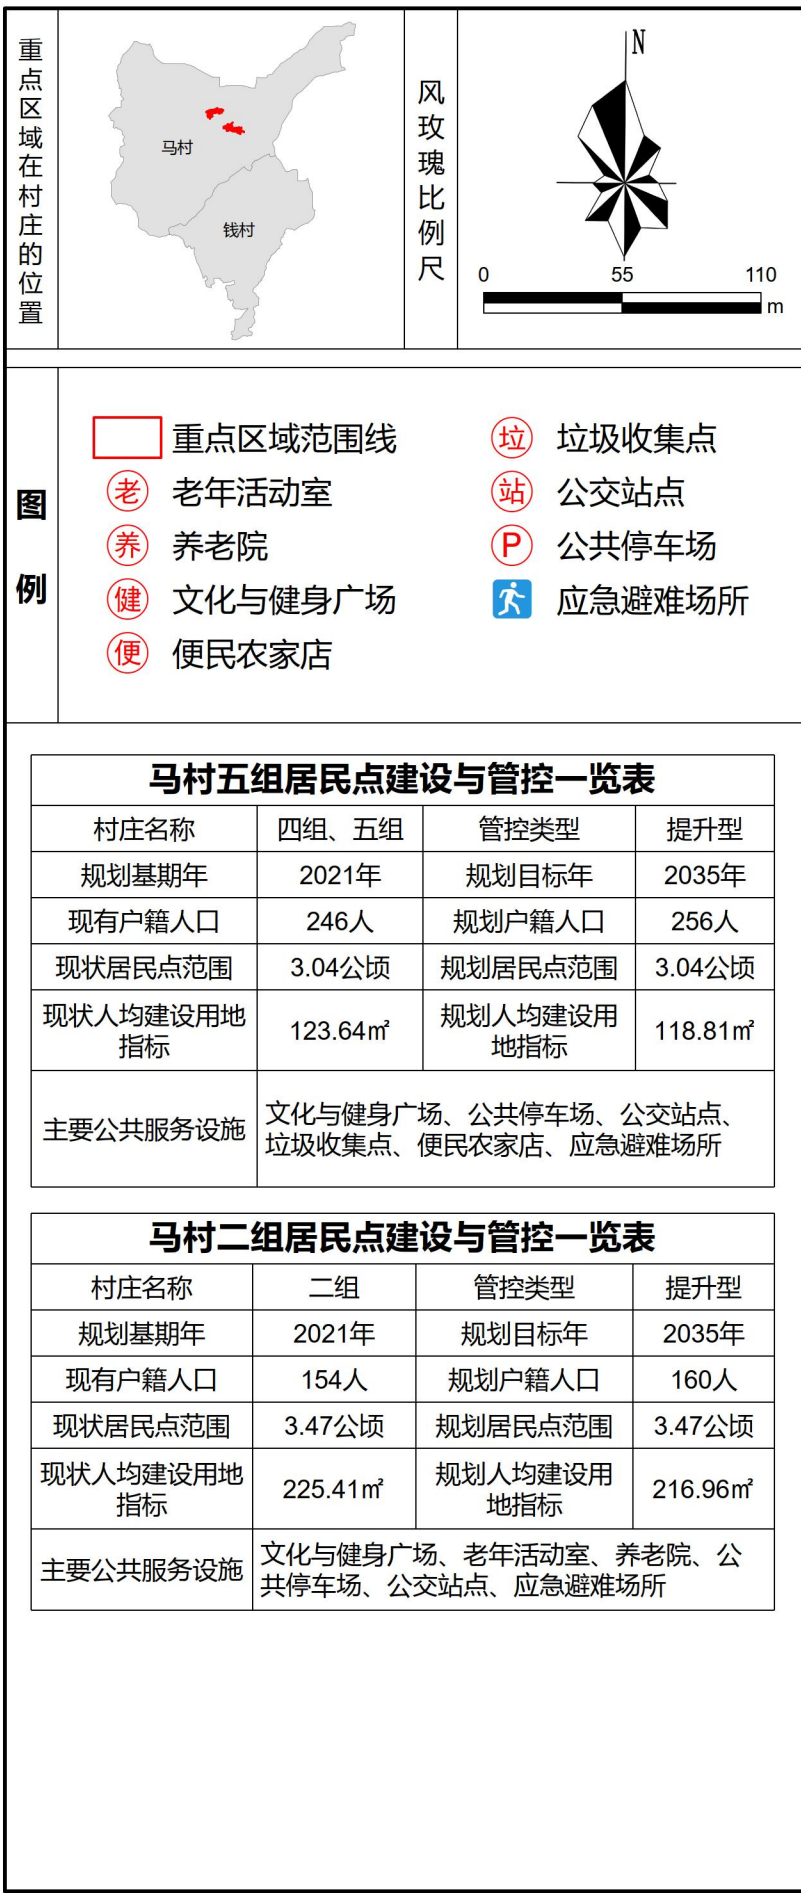 重点区域在村庄的位置
马村
钱村
风玫瑰比例尺
N
0 55 110
m
图例
重点区域范围线
垃 垃圾收集点
老 老年活动室
站 公交站点
养 养老院
P 公共停车场
健 文化与健身广场
应急避难场所
便 便民农家店
马村五组居民点建设与管控一览表
村庄名称 四组、五组 管控类型 提升型
规划基期年 2021年 规划目标年 2035年
现有户籍人口 246人 规划户籍人口 256人
现状居民点范围 3.04公顷 规划居民点范围 3.04公顷
现状人均建设用地
指标
123.64㎡
规划人均建设用
地指标
118.81㎡
主要公共服务设施
文化与健身广场、公共停车场、公交站点、
垃圾收集点、便民农家店、应急避难场所
马村二组居民点建设与管控一览表
村庄名称 二组 管控类型 提升型
规划基期年 2021年 规划目标年 2035年
现有户籍人口 154人 规划户籍人口 160人
现状居民点范围 3.47公顷 规划居民点范围 3.47公顷
现状人均建设用地
指标
225.41㎡
规划人均建设用
地指标
216.96㎡
主要公共服务设施
文化与健身广场、老年活动室、养老院、公
共停车场、公交站点、应急避难场所